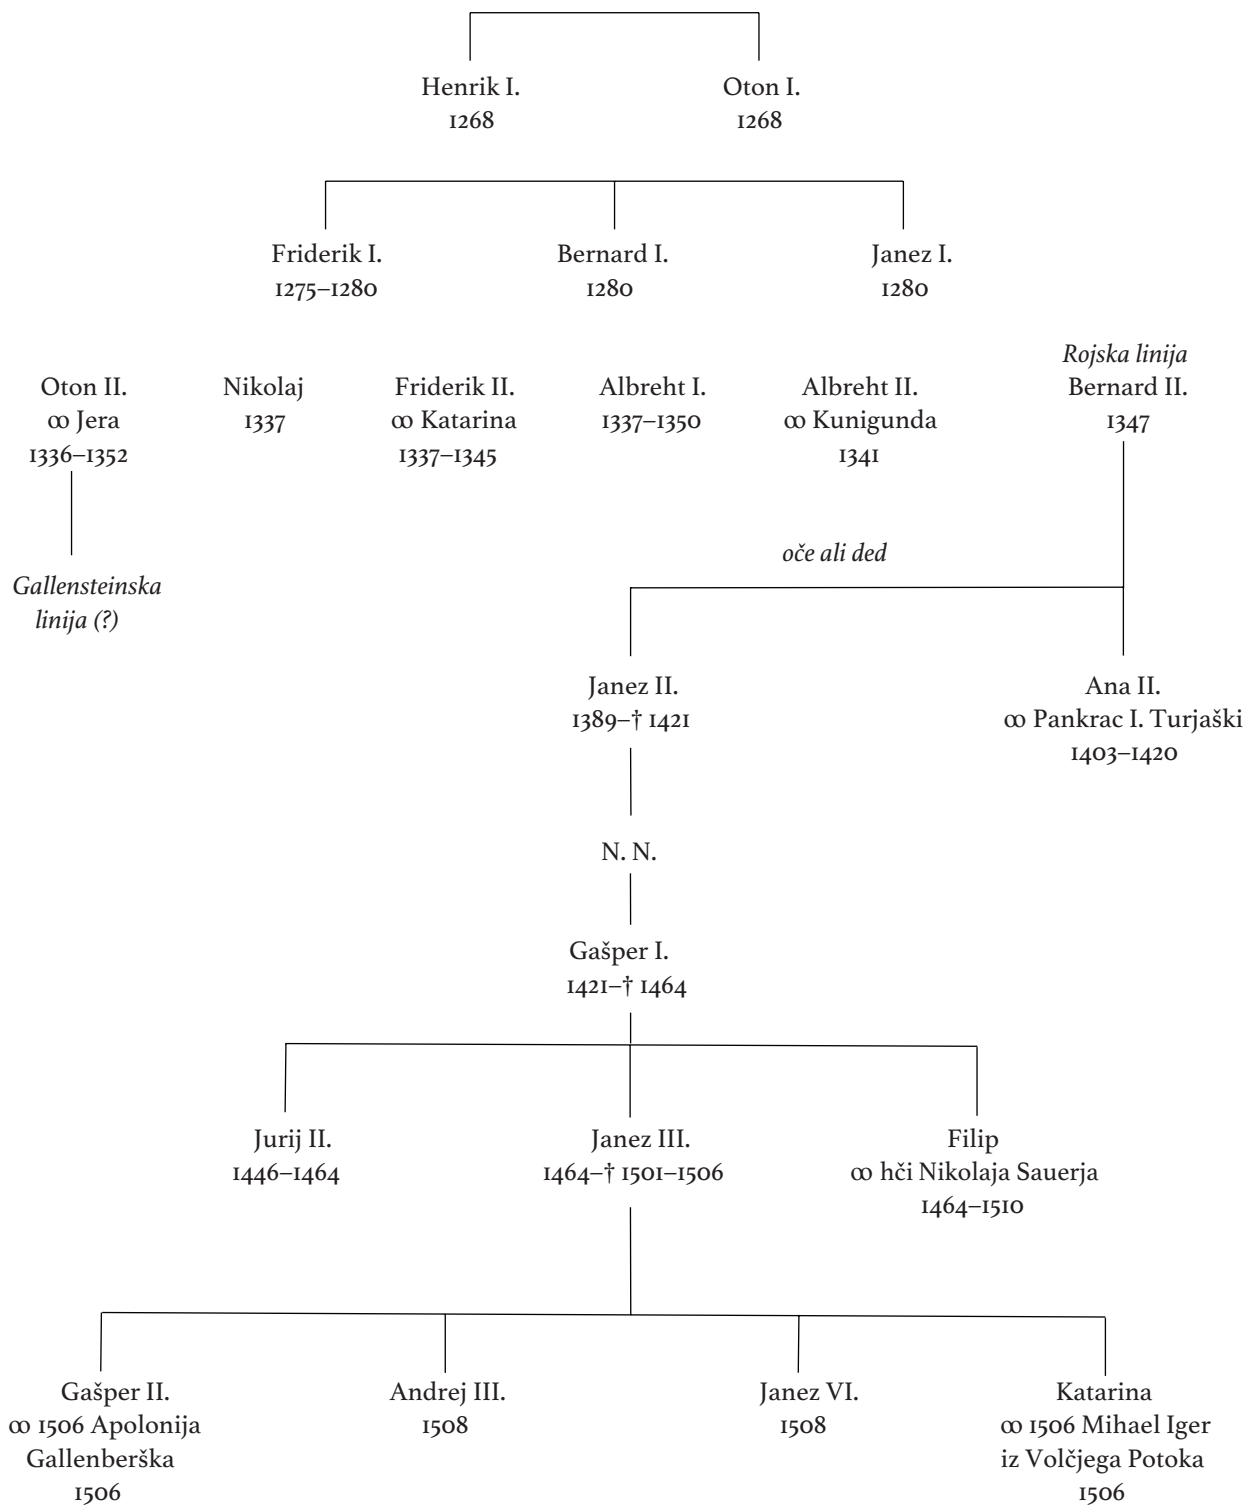 Henrik I.
1268
Oton I.
1268
Friderik I.
1275–1280
Bernard I.
1280
Janez I.
1280
Oton II.
∞ Jera
1336–1352
Nikolaj
1337
Friderik II.
∞ Katarina
1337–1345
Albreht I.
1337–1350
Albreht II.
∞ Kunigunda
1341
Rojska linija
Bernard II.
1347
Gallensteinska
linija (?)
oče ali ded
Janez II.
1389–† 1421
Ana II.
∞ Pankrac I. Turjaški
1403–1420
N. N.
Gašper I.
1421–† 1464
Jurij II.
1446–1464
Janez III.
1464–† 1501–1506
Filip
∞ hči Nikolaja Sauerja
1464–1510
Gašper II.
∞ 1506 Apolonija
Gallenberška
1506
Andrej III.
1508
Janez VI.
1508
Katarina
∞ 1506 Mihael Iger
iz Volčjega Potoka
1506